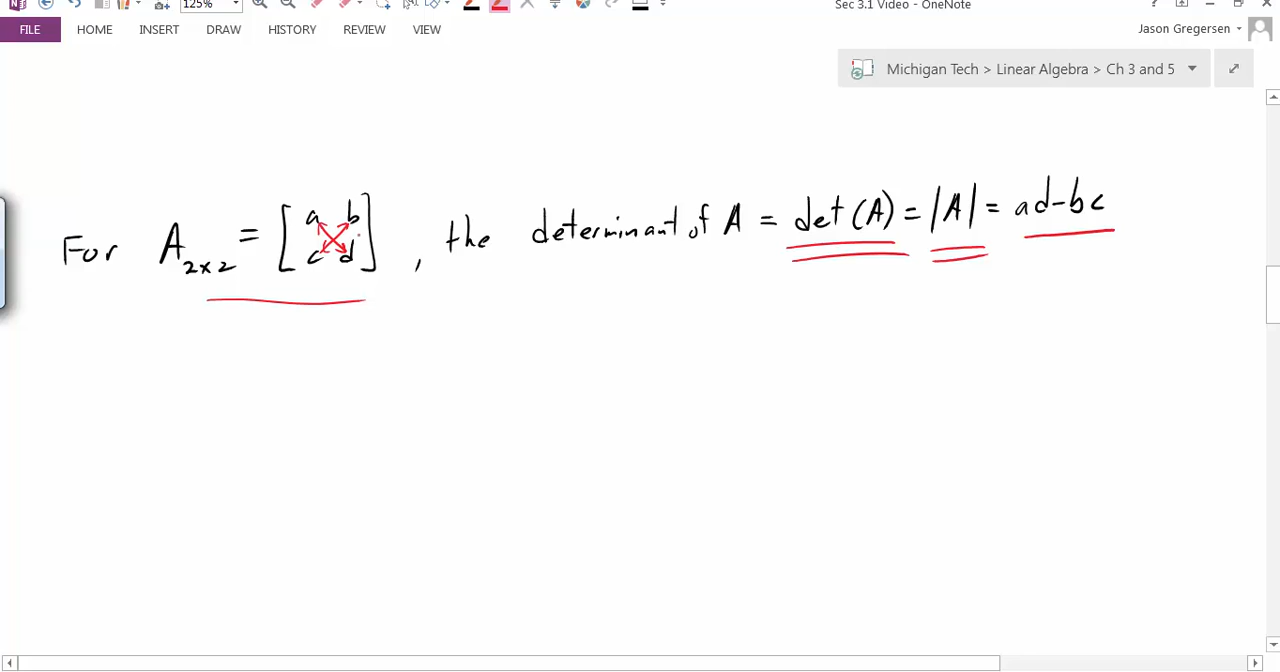 125%
Sec 3.1 Video - OneNote
FILE HOME INSERT DRAW HISTORY REVIEW VIEW
Jason Gregersen
Michigan Tech > Linear Algebra > Ch 3 and 5
For A₂ₓ₂ = [a b; c d], the determinant of A = det(A) = |A| = ad-bc